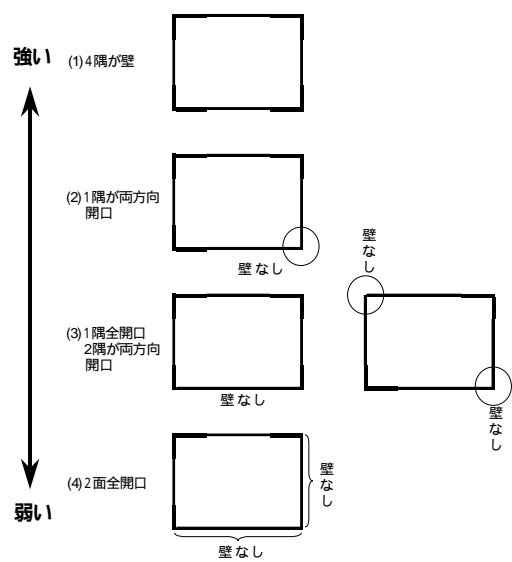 強い
(1)4隅が壁
(2)1隅が両方向
開口
壁なし
壁なし
(3)1隅全開口
2隅が両方向
開口
壁なし
壁なし
(4)2面全開口
壁なし
弱い
壁なし